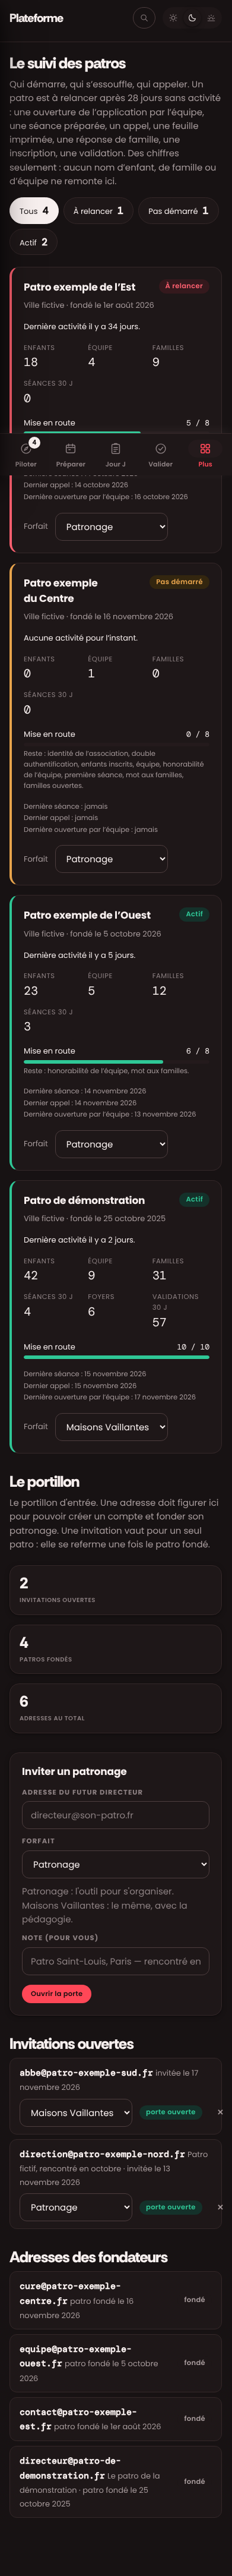 Plateforme
Le suivi des patros
Qui démarre, qui s’essouffle, qui appeler. Un
patro est à relancer après 28 jours sans activité
: une ouverture de l’application par l’équipe,
une séance préparée, un appel, une feuille
imprimée, une réponse de famille, une
inscription, une validation. Des chiffres
seulement : aucun nom d’enfant, de famille ou
d’équipe ne remonte ici.
Tous 4
À relancer 1
Pas démarré 1
Actif 2
Patro exemple de l’Est
À relancer
Ville fictive · fondé le 1er août 2026
Dernière activité il y a 34 jours.
ENFANTS ÉQUIPE FAMILLES
18 4 9
SÉANCES 30 J
0
Mise en route 5 / 8
4
Piloter Préparer Jour J Valider Plus
Dernier appel : 14 octobre 2026
Dernière ouverture par l’équipe : 16 octobre 2026
Forfait Patronage
Patro exemple
du Centre
Pas démarré
Ville fictive · fondé le 16 novembre 2026
Aucune activité pour l’instant.
ENFANTS ÉQUIPE FAMILLES
0 1 0
SÉANCES 30 J
0
Mise en route 0 / 8
Reste : identité de l’association, double
authentification, enfants inscrits, équipe, honorabilité
de l’équipe, première séance, mot aux familles,
familles ouvertes.
Dernière séance : jamais
Dernier appel : jamais
Dernière ouverture par l’équipe : jamais
Forfait Patronage
Patro exemple de l’Ouest
Actif
Ville fictive · fondé le 5 octobre 2026
Dernière activité il y a 5 jours.
ENFANTS ÉQUIPE FAMILLES
23 5 12
SÉANCES 30 J
3
Mise en route 6 / 8
Reste : honorabilité de l’équipe, mot aux familles.
Dernière séance : 14 novembre 2026
Dernier appel : 14 novembre 2026
Dernière ouverture par l’équipe : 13 novembre 2026
Forfait Patronage
Patro de démonstration
Actif
Ville fictive · fondé le 25 octobre 2025
Dernière activité il y a 2 jours.
ENFANTS ÉQUIPE FAMILLES
42 9 31
SÉANCES 30 J FOYERS VALIDATIONS
30 J
4 6 57
Mise en route 10 / 10
Dernière séance : 15 novembre 2026
Dernier appel : 15 novembre 2026
Dernière ouverture par l’équipe : 17 novembre 2026
Forfait Maisons Vaillantes
Le portillon
Le portillon d'entrée. Une adresse doit figurer ici
pour pouvoir créer un compte et fonder son
patronage. Une invitation vaut pour un seul
patro : elle se referme une fois le patro fondé.
2
INVITATIONS OUVERTES
4
PATROS FONDÉS
6
ADRESSES AU TOTAL
Inviter un patronage
ADRESSE DU FUTUR DIRECTEUR
directeur@son-patro.fr
FORFAIT
Patronage
Patronage : l'outil pour s'organiser.
Maisons Vaillantes : le même, avec la
pédagogie.
NOTE (POUR VOUS)
Patro Saint-Louis, Paris — rencontré en
Ouvrir la porte
Invitations ouvertes
abbe@patro-exemple-sud.fr invitée le 17
novembre 2026
Maisons Vaillantes porte ouverte ×
direction@patro-exemple-nord.fr Patro
fictif, rencontré en octobre · invitée le 13
novembre 2026
Patronage porte ouverte ×
Adresses des fondateurs
cure@patro-exemple-
centre.fr patro fondé le 16
novembre 2026
fondé
equipe@patro-exemple-
ouest.fr patro fondé le 5 octobre
2026
fondé
contact@patro-exemple-
est.fr patro fondé le 1er août 2026
fondé
directeur@patro-de-
demonstration.fr Le patro de la
démonstration · patro fondé le 25
octobre 2025
fondé